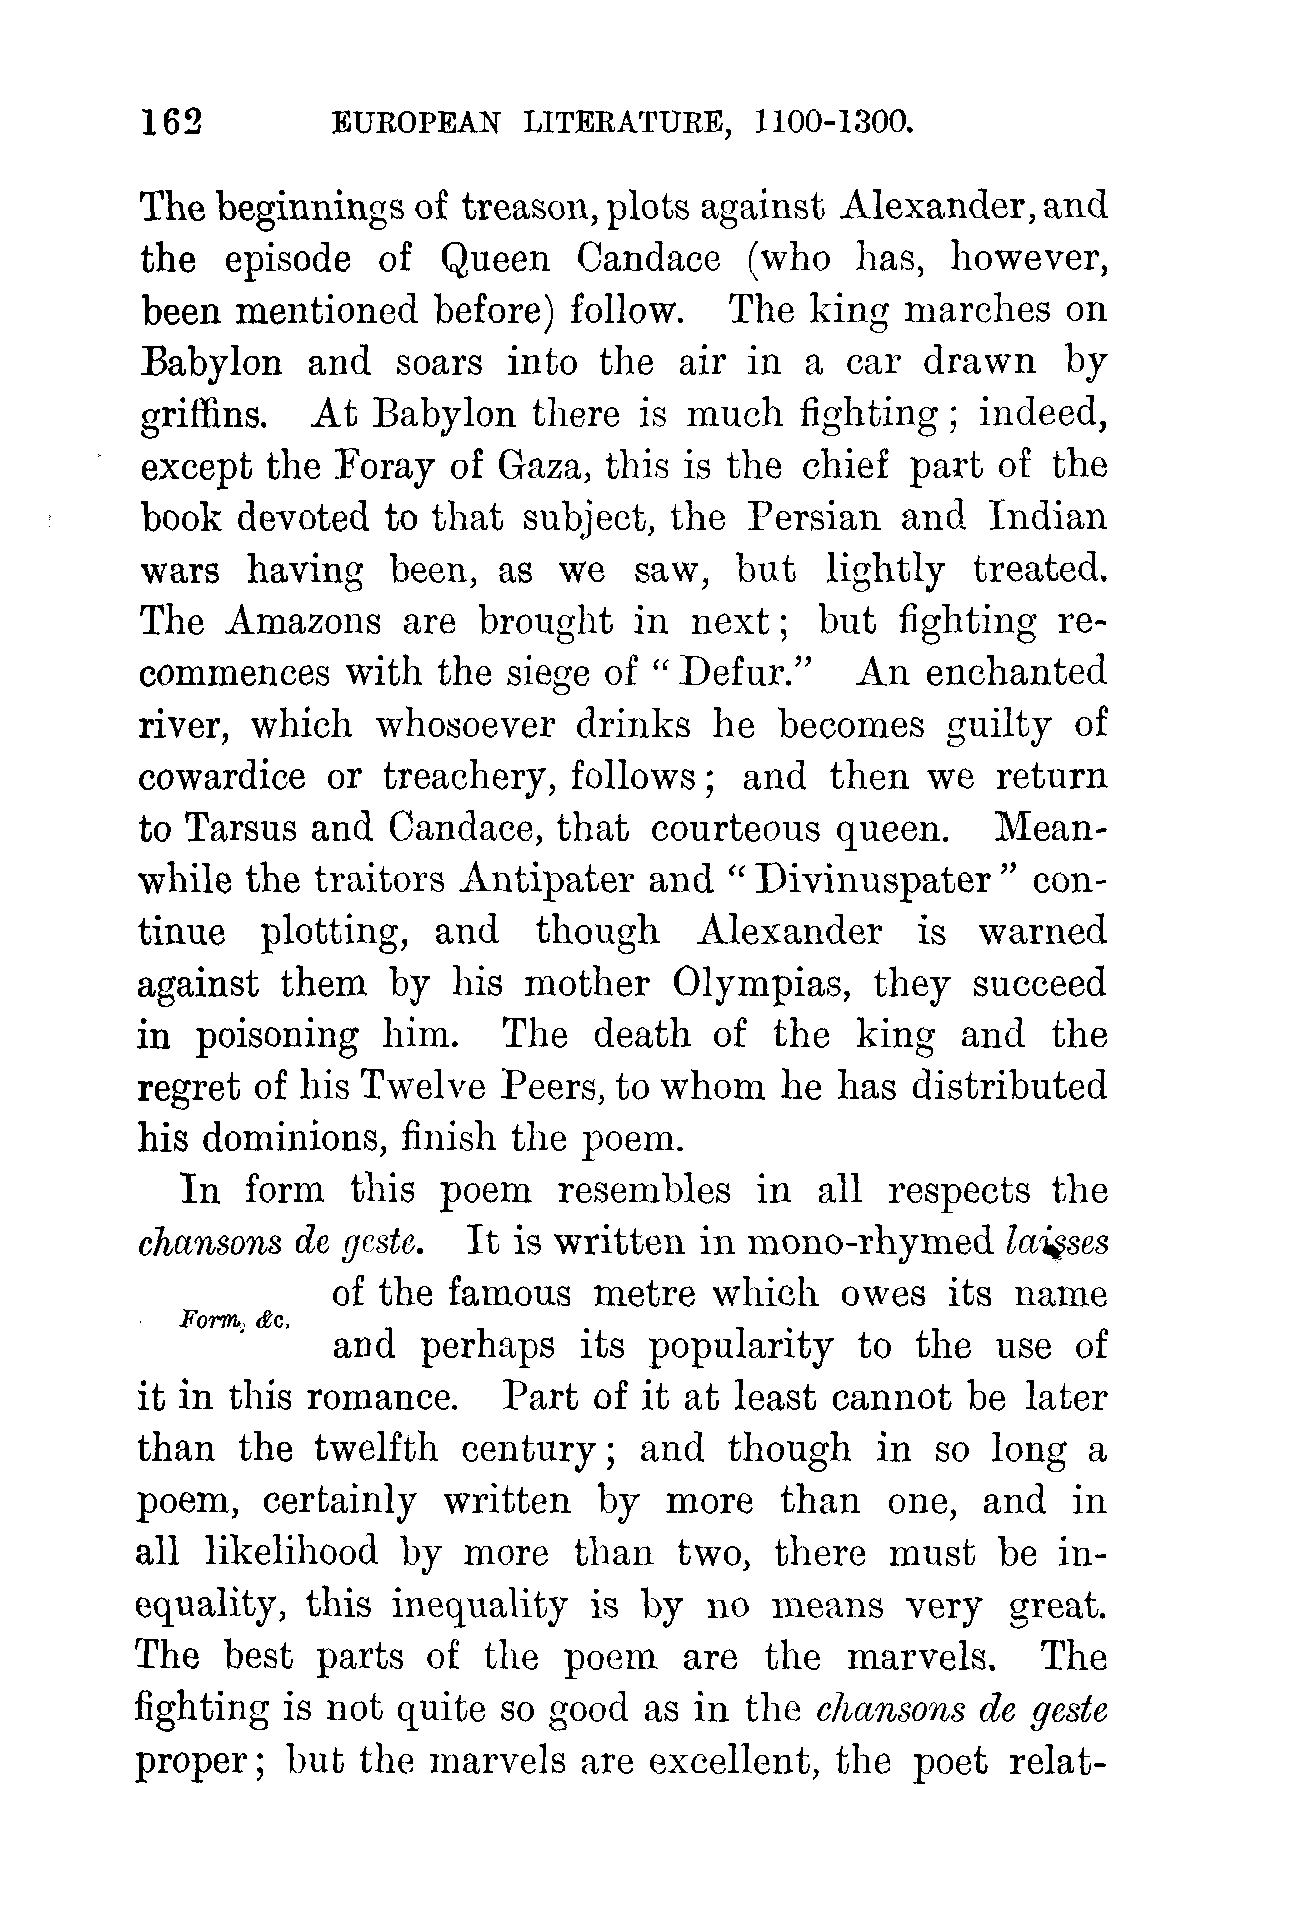 162 EUROPEAN LITERATURE, 1100-1300.
The beginnings of treason, plots against Alexander, and
the episode of Queen Candace (who has, however,
been mentioned before) follow. The king marches on
Babylon and soars into the air in a car drawn by
griffins. At Babylon there is much fighting; indeed,
except the Foray of Gaza, this is the chief part of the
book devoted to that subject, the Persian and Indian
wars having been, as we saw, but lightly treated.
The Amazons are brought in next; but fighting re-
commences with the siege of "Defur." An enchanted
river, which whosoever drinks he becomes guilty of
cowardice or treachery, follows; and then we return
to Tarsus and Candace, that courteous queen. Mean-
while the traitors Antipater and "Divinuspater" con-
tinue plotting, and though Alexander is warned
against them by his mother Olympias, they succeed
in poisoning him. The death of the king and the
regret of his Twelve Peers, to whom he has distributed
his dominions, finish the poem.
In form this poem resembles in all respects the
chansons de geste. It is written in mono-rhymed laisses
of the famous metre which owes its name
Form, &c.
and perhaps its popularity to the use of
it in this romance. Part of it at least cannot be later
than the twelfth century; and though in so long a
poem, certainly written by more than one, and in
all likelihood by more than two, there must be in-
equality, this inequality is by no means very great.
The best parts of the poem are the marvels. The
fighting is not quite so good as in the chansons de geste
proper; but the marvels are excellent, the poet relat-